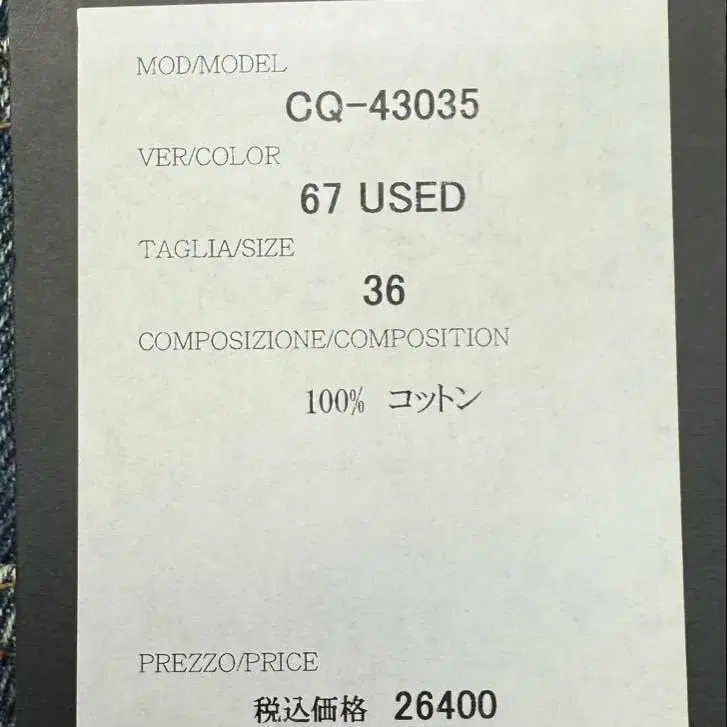 MOD/MODEL
CQ-43035
VER/COLOR
67 USED
TAGLIA/SIZE
36
COMPOSIZIONE/COMPOSITION
100% コットン
PREZZO/PRICE
税込価格 26400